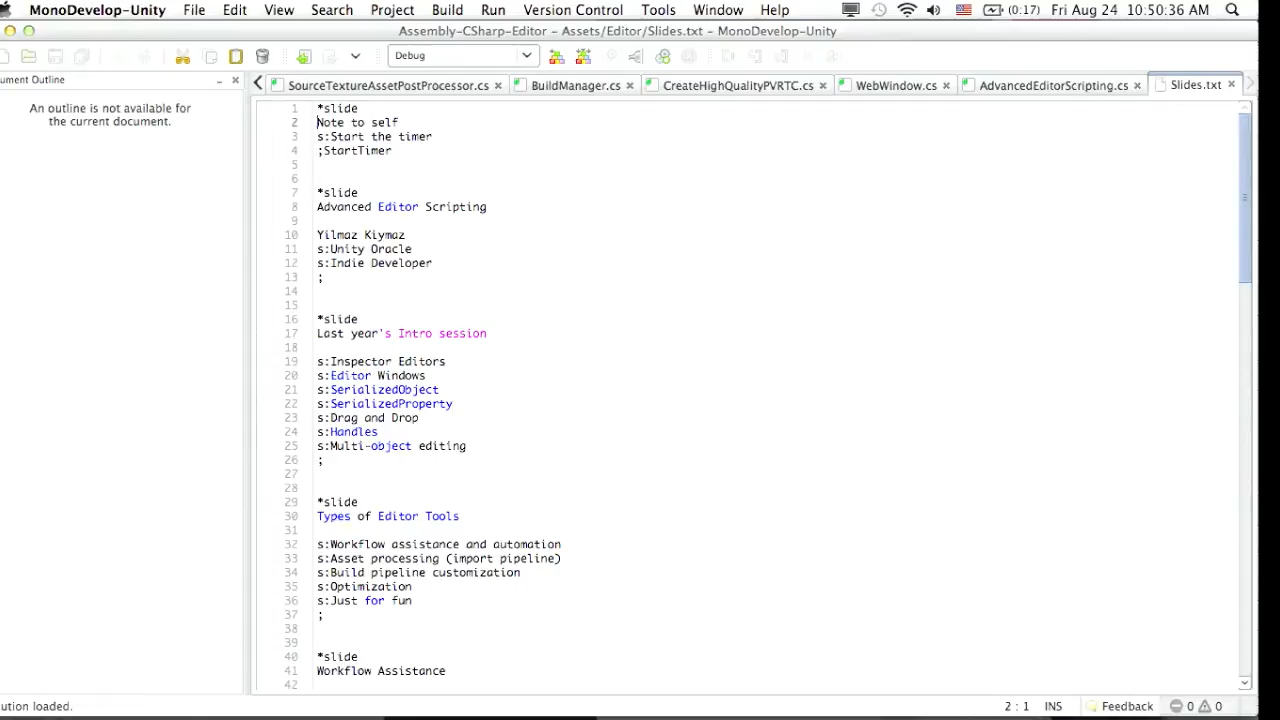 MonoDevelop-Unity File Edit View Search Project Build Run Version Control Tools Window Help (0:17) Fri Aug 24 10:50:36 AM
Assembly-CSharp-Editor - Assets/Editor/Slides.txt - MonoDevelop-Unity
Debug
ument Outline
SourceTextureAssetPostProcessor.cs BuildManager.cs CreateHighQualityPVRTC.cs WebWindow.cs AdvancedEditorScripting.cs Slides.txt
An outline is not available for
the current document.
1 *slide
2 Note to self
3 s:Start the timer
4 ;StartTimer
5
6
7 *slide
8 Advanced Editor Scripting
9
10 Yilmaz Kiymaz
11 s:Unity Oracle
12 s:Indie Developer
13 ;
14
15
16 *slide
17 Last year's Intro session
18
19 s:Inspector Editors
20 s:Editor Windows
21 s:SerializedObject
22 s:SerializedProperty
23 s:Drag and Drop
24 s:Handles
25 s:Multi-object editing
26 ;
27
28
29 *slide
30 Types of Editor Tools
31
32 s:Workflow assistance and automation
33 s:Asset processing (import pipeline)
34 s:Build pipeline customization
35 s:Optimization
36 s:Just for fun
37 ;
38
39
40 *slide
41 Workflow Assistance
42
ution loaded. 2 : 1 INS Feedback 0 0